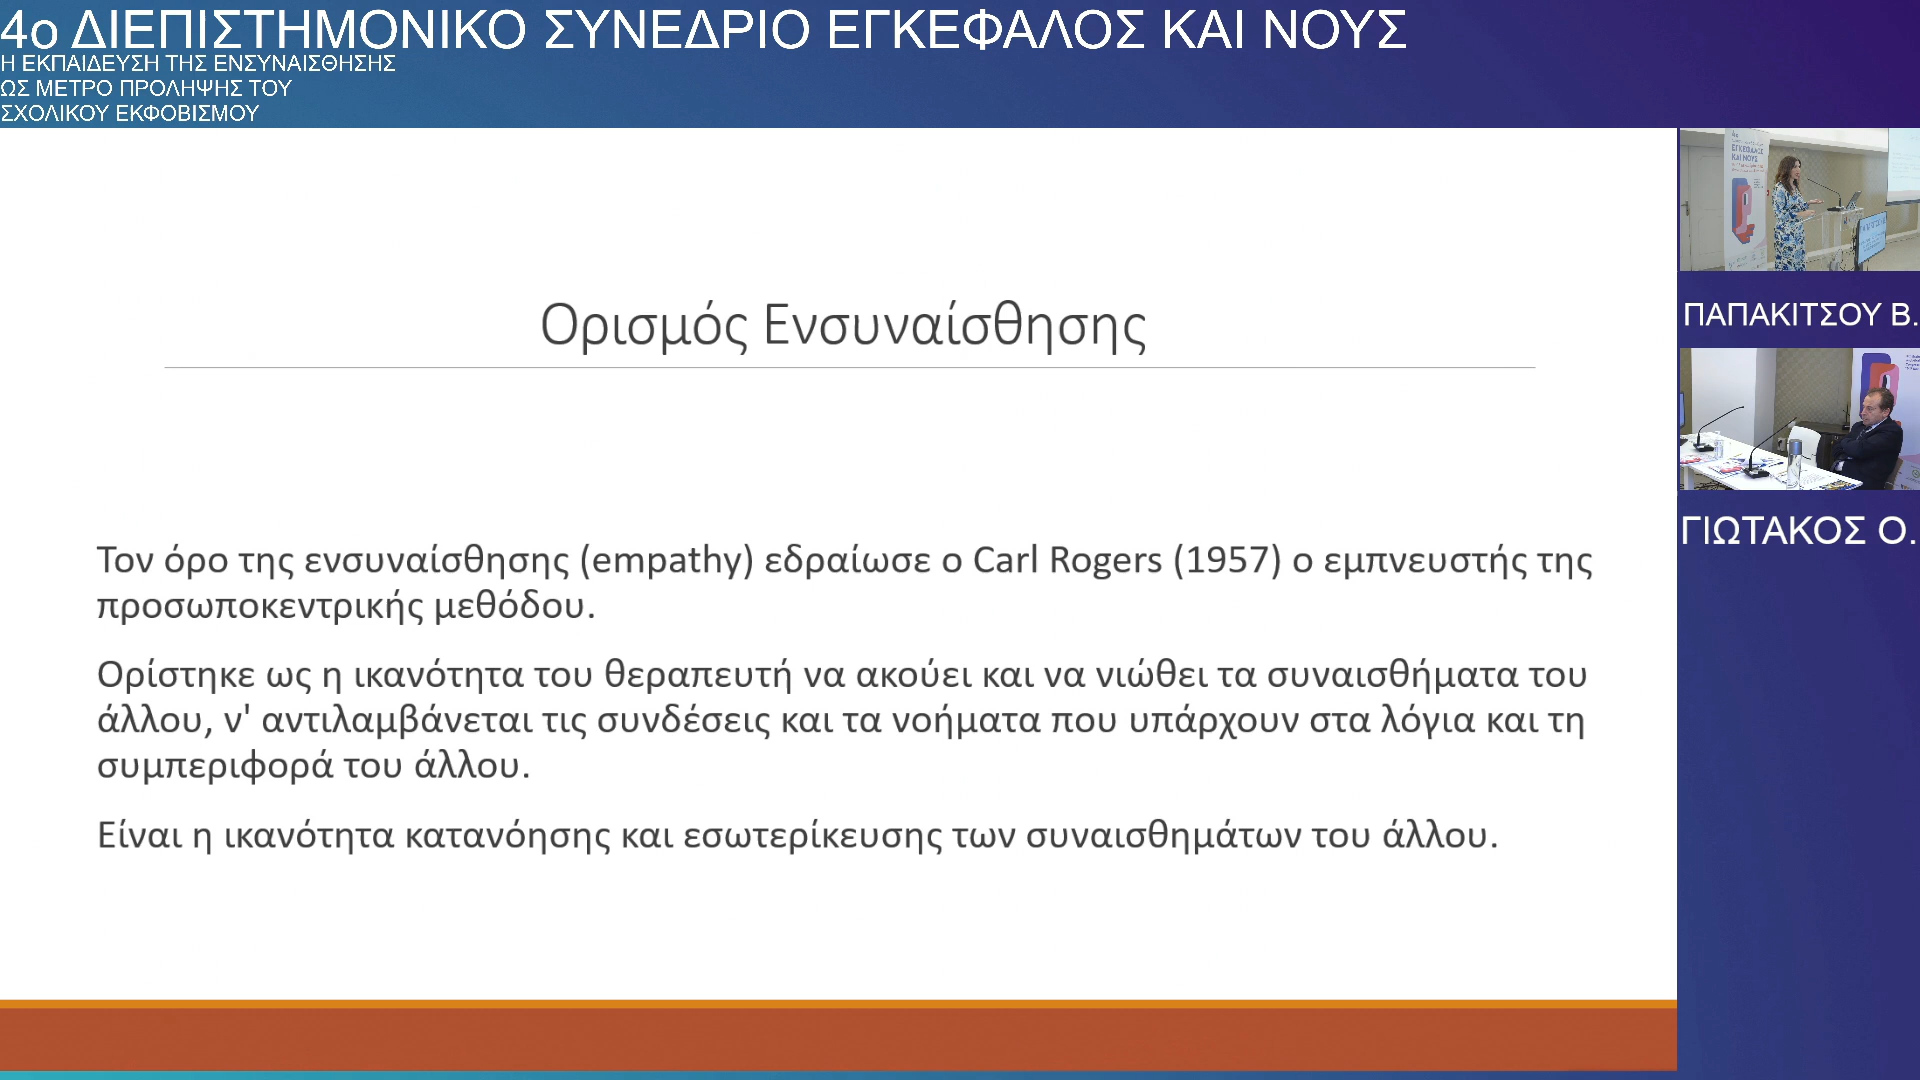 4ο ΔΙΕΠΙΣΤΗΜΟΝΙΚΟ ΣΥΝΕΔΡΙΟ ΕΓΚΕΦΑΛΟΣ ΚΑΙ ΝΟΥΣ
Η ΕΚΠΑΙΔΕΥΣΗ ΤΗΣ ΕΝΣΥΝΑΙΣΘΗΣΗΣ
ΩΣ ΜΕΤΡΟ ΠΡΟΛΗΨΗΣ ΤΟΥ
ΣΧΟΛΙΚΟΥ ΕΚΦΟΒΙΣΜΟΥ
Ορισμός Ενσυναίσθησης
Τον όρο της ενσυναίσθησης (empathy) εδραίωσε ο Carl Rogers (1957) ο εμπνευστής της
προσωποκεντρικής μεθόδου.
Ορίστηκε ως η ικανότητα του θεραπευτή να ακούει και να νιώθει τα συναισθήματα του
άλλου, ν' αντιλαμβάνεται τις συνδέσεις και τα νοήματα που υπάρχουν στα λόγια και τη
συμπεριφορά του άλλου.
Είναι η ικανότητα κατανόησης και εσωτερίκευσης των συναισθημάτων του άλλου.
ΕΓΚΕΦΑΛΟΣ
ΚΑΙ ΝΟΥΣ
ΠΑΠΑΚΙΤΣΟΥ Β.
ΓΙΩΤΑΚΟΣ Ο.